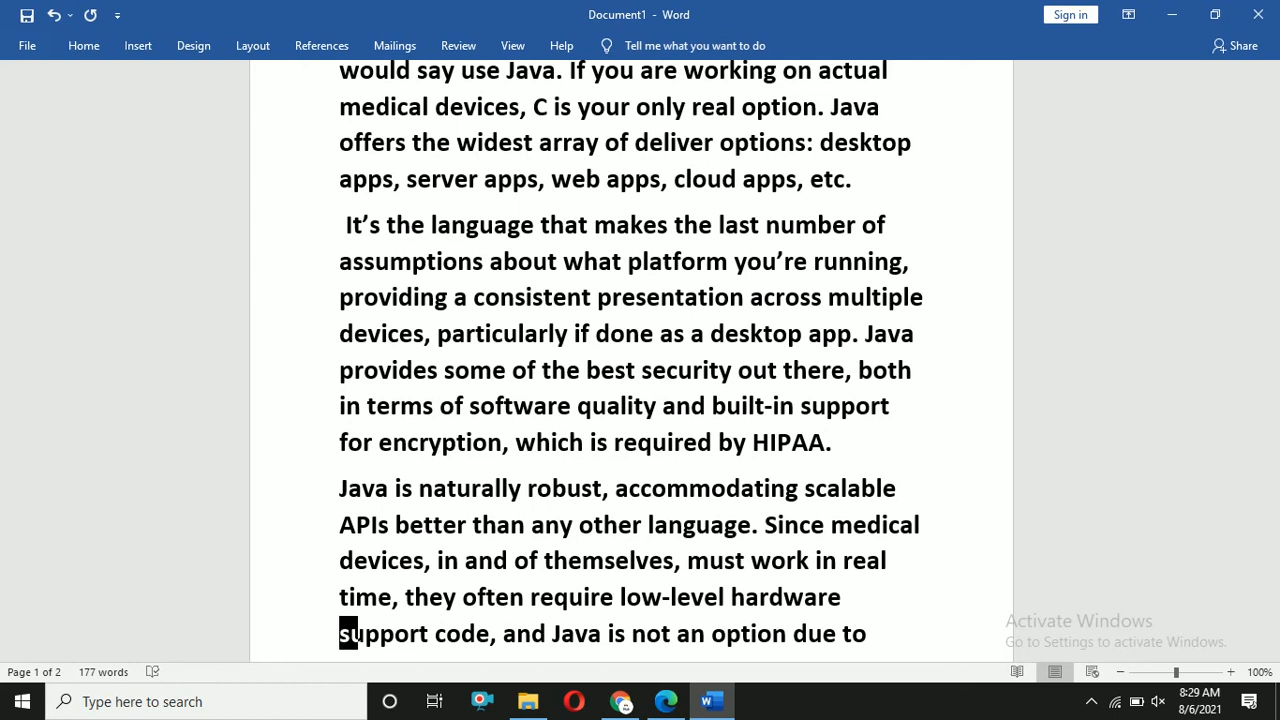 Document1 - Word
Sign in
File Home Insert Design Layout References Mailings Review View Help Tell me what you want to do Share
would say use Java. If you are working on actual
medical devices, C is your only real option. Java
offers the widest array of deliver options: desktop
apps, server apps, web apps, cloud apps, etc.
It’s the language that makes the last number of
assumptions about what platform you’re running,
providing a consistent presentation across multiple
devices, particularly if done as a desktop app. Java
provides some of the best security out there, both
in terms of software quality and built-in support
for encryption, which is required by HIPAA.
Java is naturally robust, accommodating scalable
APIs better than any other language. Since medical
devices, in and of themselves, must work in real
time, they often require low-level hardware
support code, and Java is not an option due to
Activate Windows
Go to Settings to activate Windows.
Page 1 of 2 177 words 100%
Type here to search
8:29 AM
8/6/2021